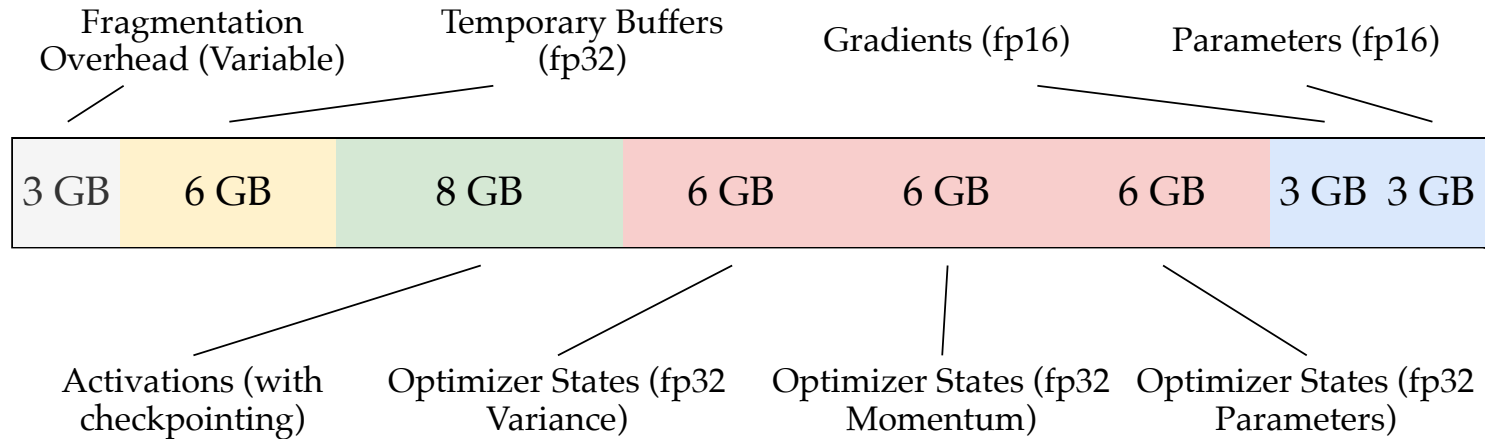 Fragmentation
Overhead (Variable)
Temporary Buffers
(fp32)
Gradients (fp16)
Parameters (fp16)
3 GB
6 GB
8 GB
6 GB
6 GB
6 GB
3 GB
3 GB
Activations (with
checkpointing)
Optimizer States (fp32
Variance)
Optimizer States (fp32
Momentum)
Optimizer States (fp32
Parameters)